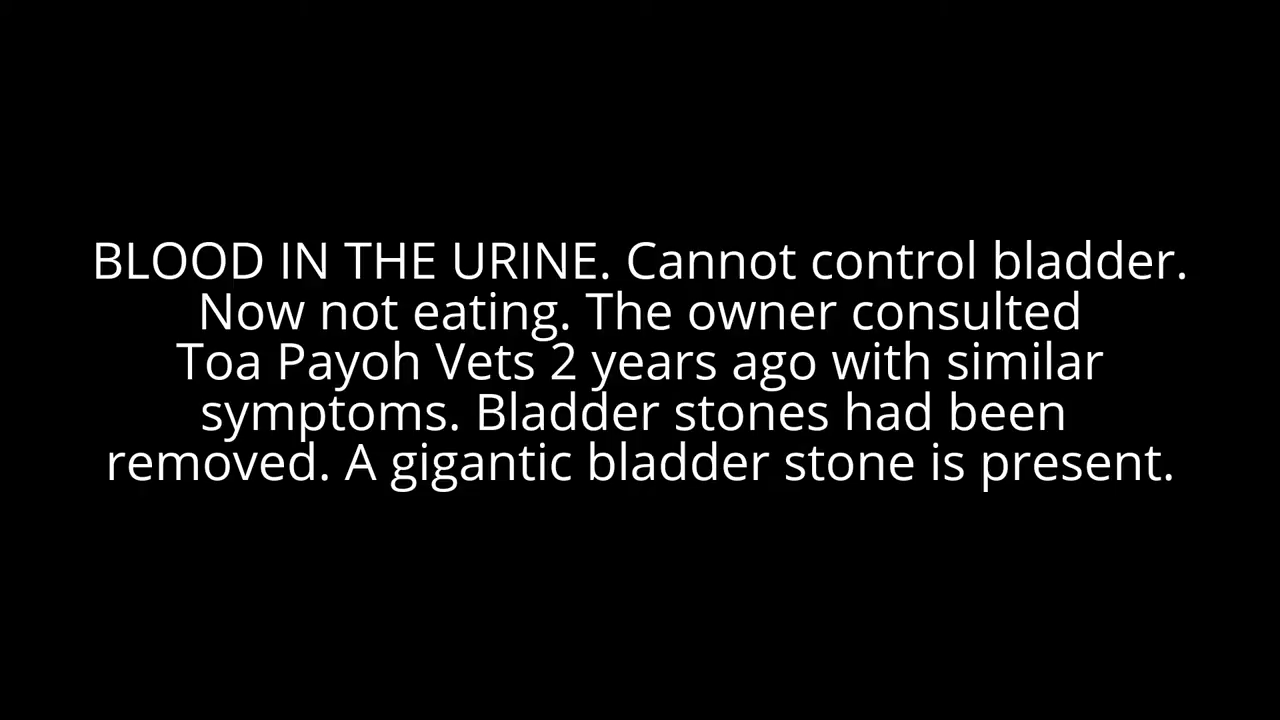 BLOOD IN THE URINE. Cannot control bladder.
Now not eating. The owner consulted
Toa Payoh Vets 2 years ago with similar
symptoms. Bladder stones had been
removed. A gigantic bladder stone is present.